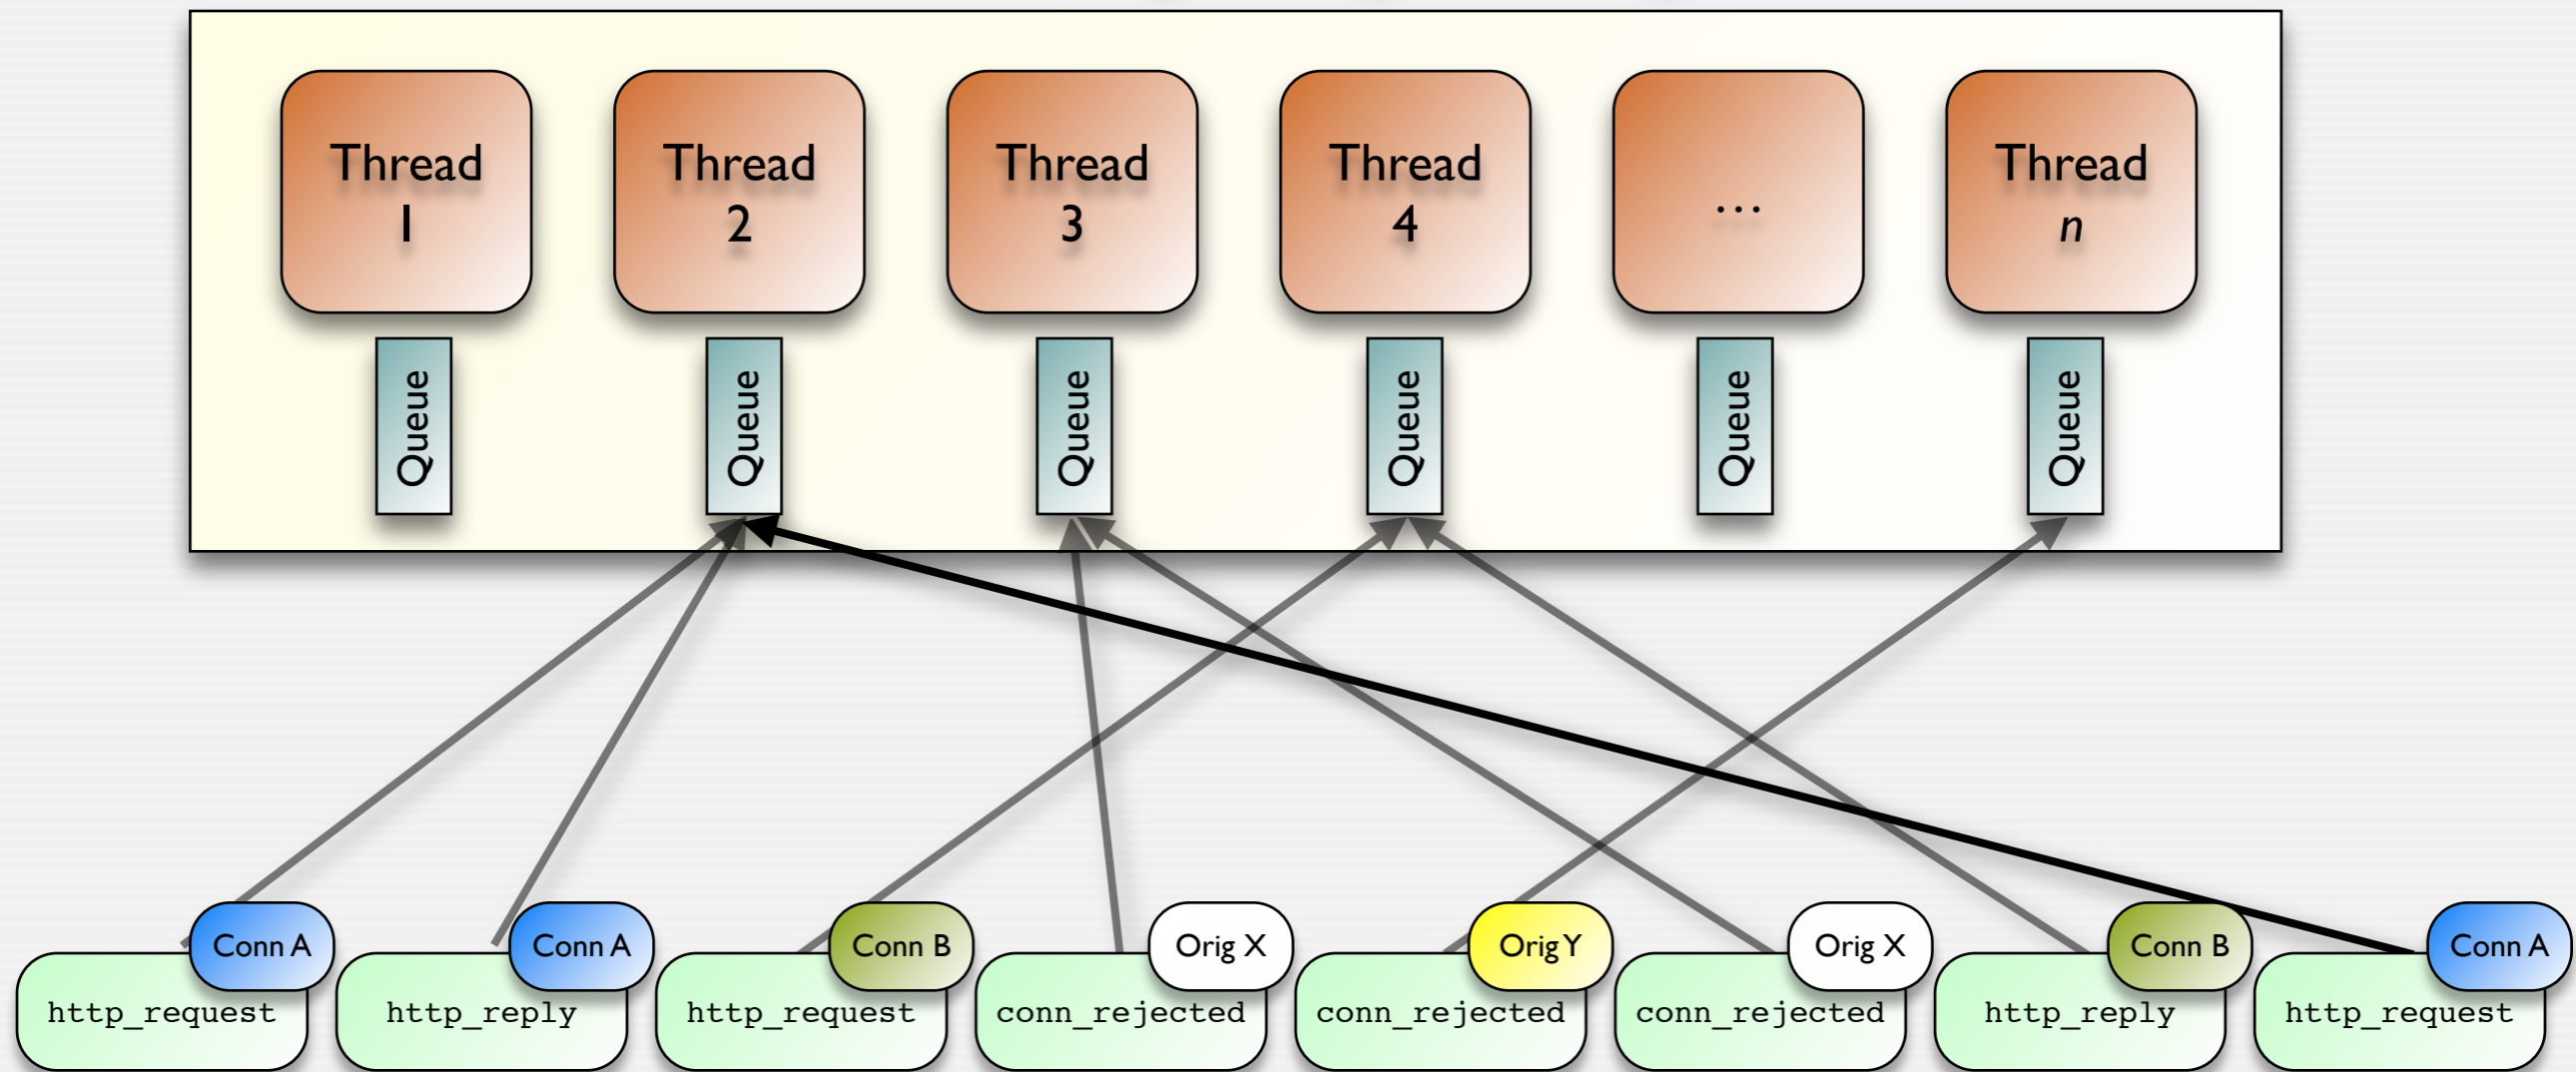 Thread
1
Thread
2
Thread
3
Thread
4
...
Thread
n
Queue
Queue
Queue
Queue
Queue
Queue
Conn A
http_request
Conn A
http_reply
Conn B
http_request
Orig X
conn_rejected
Orig Y
conn_rejected
Orig X
conn_rejected
Conn B
http_reply
Conn A
http_request